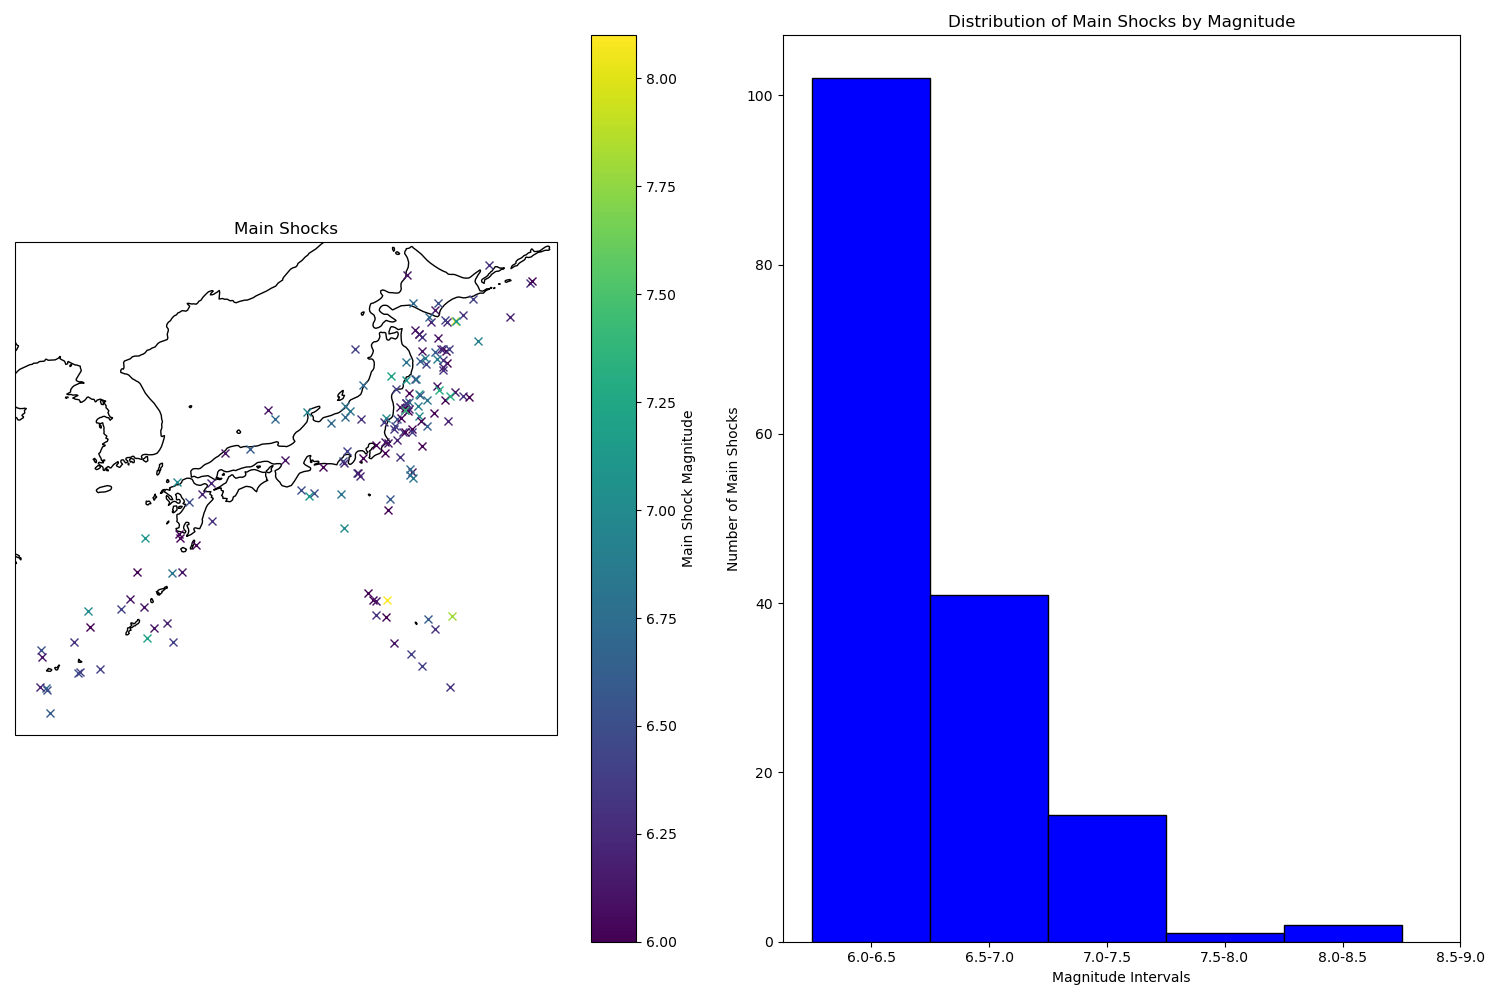 Main Shocks
8.00
7.75
7.50
7.25
7.00
6.75
6.50
6.25
6.00
Main Shock Magnitude
Distribution of Main Shocks by Magnitude
100
80
60
40
20
0
Number of Main Shocks
6.0-6.5 6.5-7.0 7.0-7.5 7.5-8.0 8.0-8.5 8.5-9.0
Magnitude Intervals